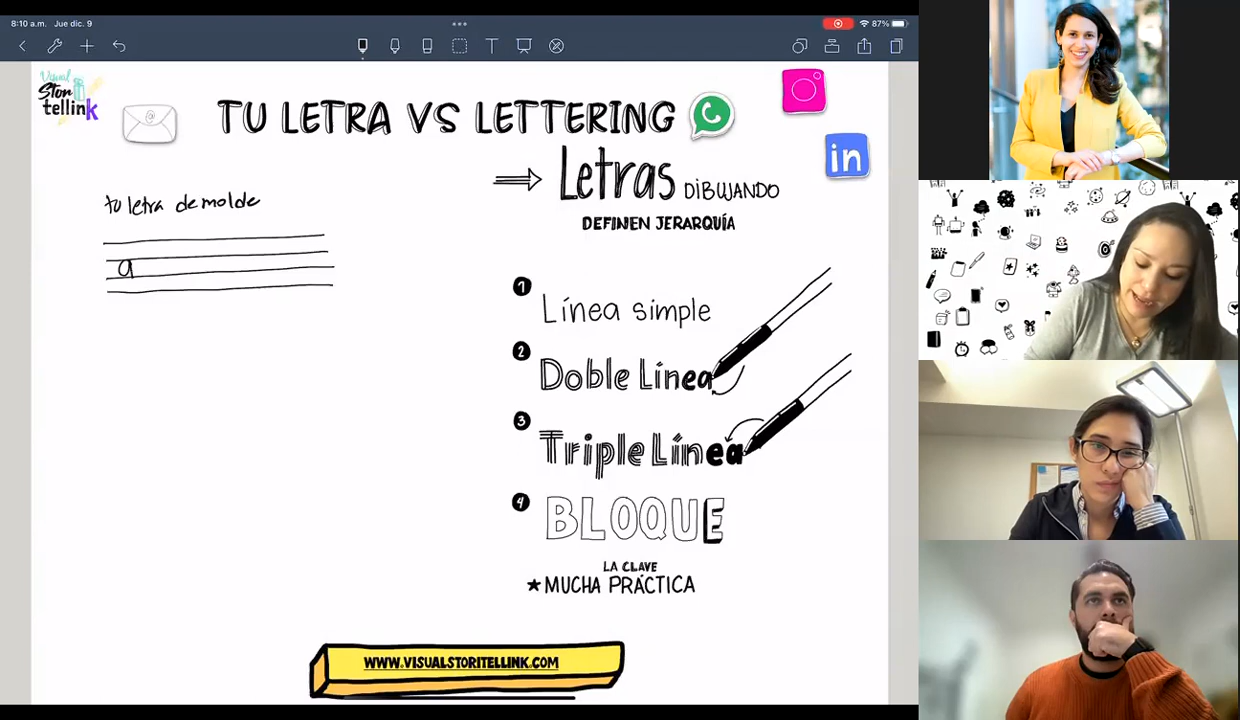 8:10 a.m. Jue dic. 9
87%
Visual
Stori
tellink
TU LETRA VS LETTERING
in
Letras DIBUJANDO
DEFINEN JERARQUÍA
tu letra de molde
a
1 Línea simple
2 Doble Línea
3 Triple Línea
4 BLOQUE
LA CLAVE
★ MUCHA PRÁCTICA
WWW.VISUALSTORITELLINK.COM